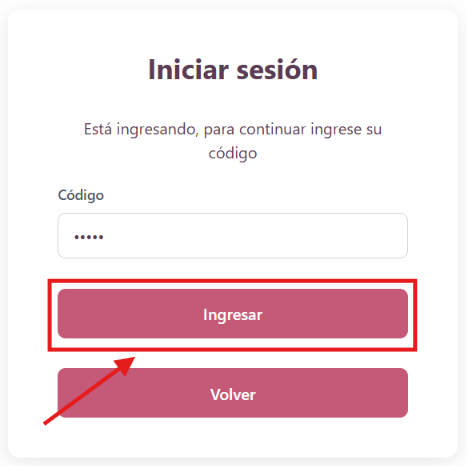 Iniciar sesión
Está ingresando, para continuar ingrese su
código
Código
•••••
Ingresar
Volver